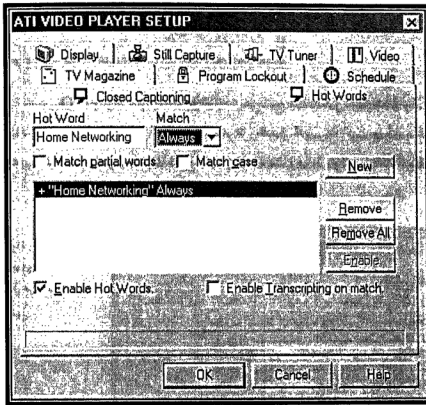 ATI VIDEO PLAYER SETUP
Display Still Capture TV Tuner Video
TV Magazine Program Lockout Schedule
Closed Captioning Hot Words
Hot Word Match
Home Networking Always
Match partial words Match case New
+ "Home Networking" Always
Remove
Remove All
Enable
Enable Hot Words Enable Transcripting on match
OK Cancel Help